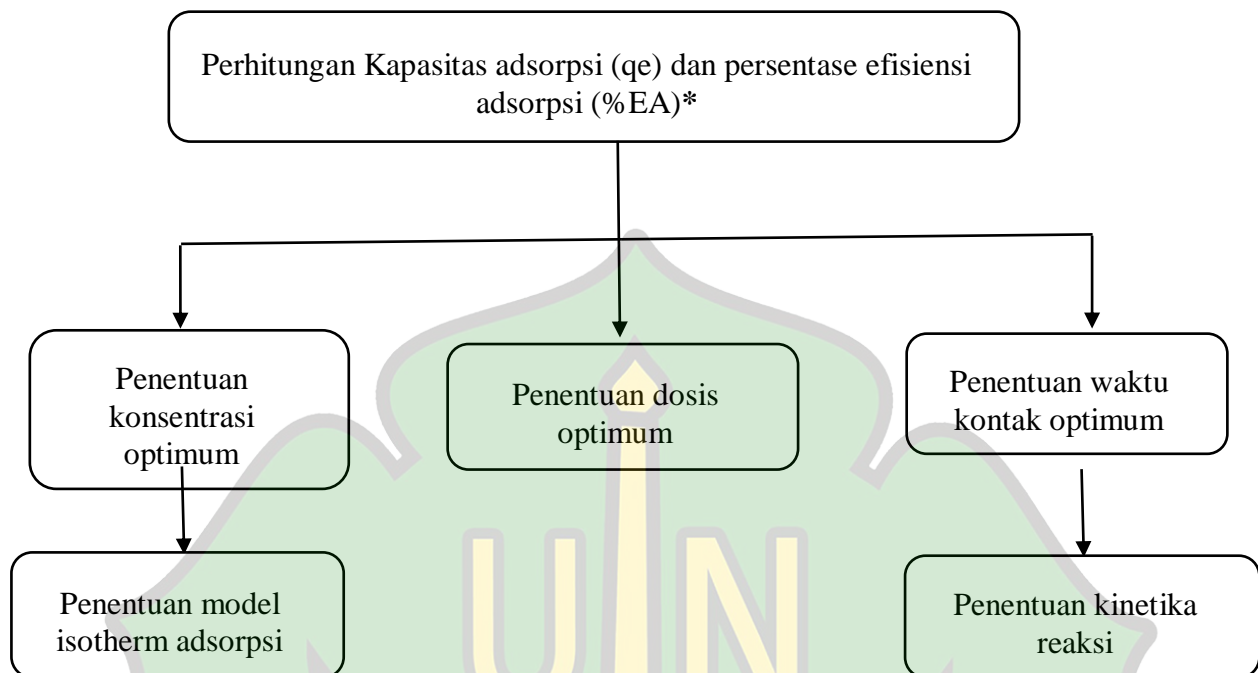 Perhitungan Kapasitas adsorpsi (qe) dan persentase efisiensi
adsorpsi (%EA)*
Penentuan
konsentrasi
optimum
Penentuan dosis
optimum
Penentuan waktu
kontak optimum
Penentuan model
isotherm adsorpsi
Penentuan kinetika
reaksi
UIN